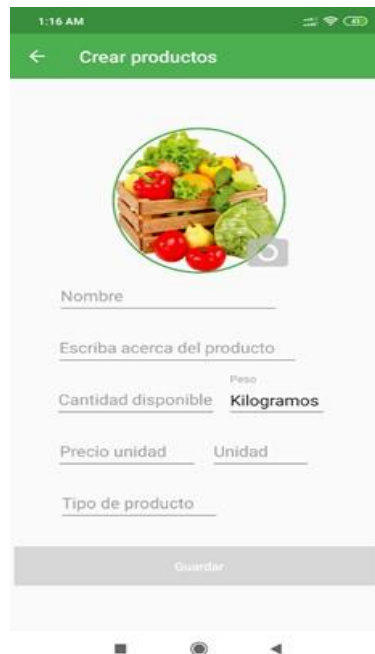 1:16 AM
41
Crear productos
Nombre
Escriba acerca del producto
Peso
Cantidad disponible Kilogramos
Precio unidad Unidad
Tipo de producto
Guardar